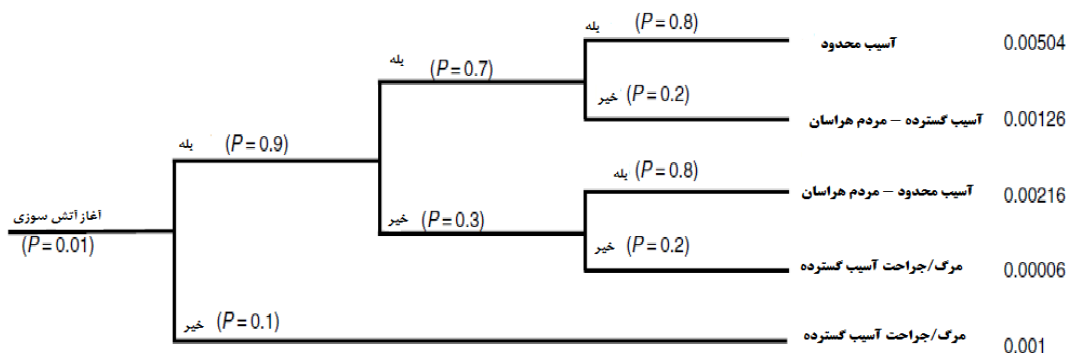 بله (P = 0.8) آسیب محدود 0.00504
بله (P = 0.7)
خیر (P = 0.2) آسیب گسترده – مردم هراسان 0.00126
بله (P = 0.9)
بله (P = 0.8) آسیب محدود – مردم هراسان 0.00216
آغاز آتش سوزی
(P = 0.01)
خیر (P = 0.3)
خیر (P = 0.2) مرگ/جراحت آسیب گسترده 0.00006
خیر (P = 0.1) مرگ/جراحت آسیب گسترده 0.001